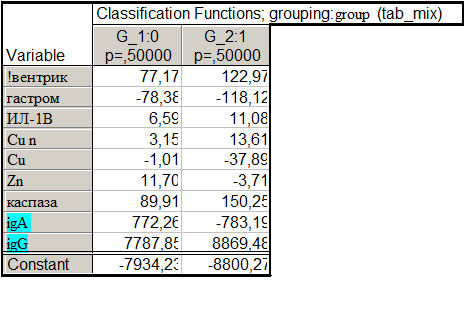 Classification Functions; grouping:group (tab_mix)
Variable G_1:0 p=,50000 G_2:1 p=,50000
!вентрик 77,17 122,97
гастром -78,38 -118,12
ИЛ-1В 6,59 11,08
Cu n 3,15 13,61
Cu -1,01 -37,89
Zn 11,70 -3,71
каспаза 89,91 150,25
igA 772,26 -783,19
igG 7787,85 8869,48
Constant -7934,23 -8800,27